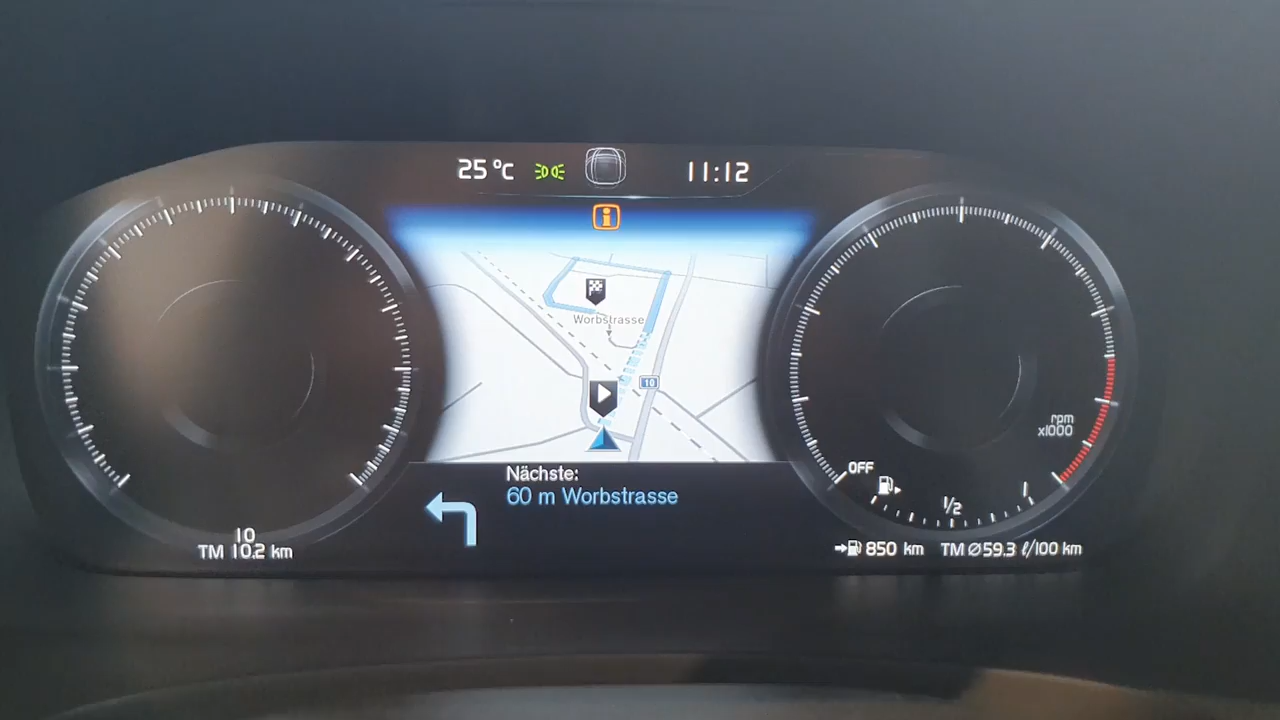 25 °C
11:12
Worbstrasse
10
Nächste:
60 m Worbstrasse
10
TM 10.2 km
rpm
x1000
OFF
1/2
1
850 km
TM Ø59.3 ℓ/100 km